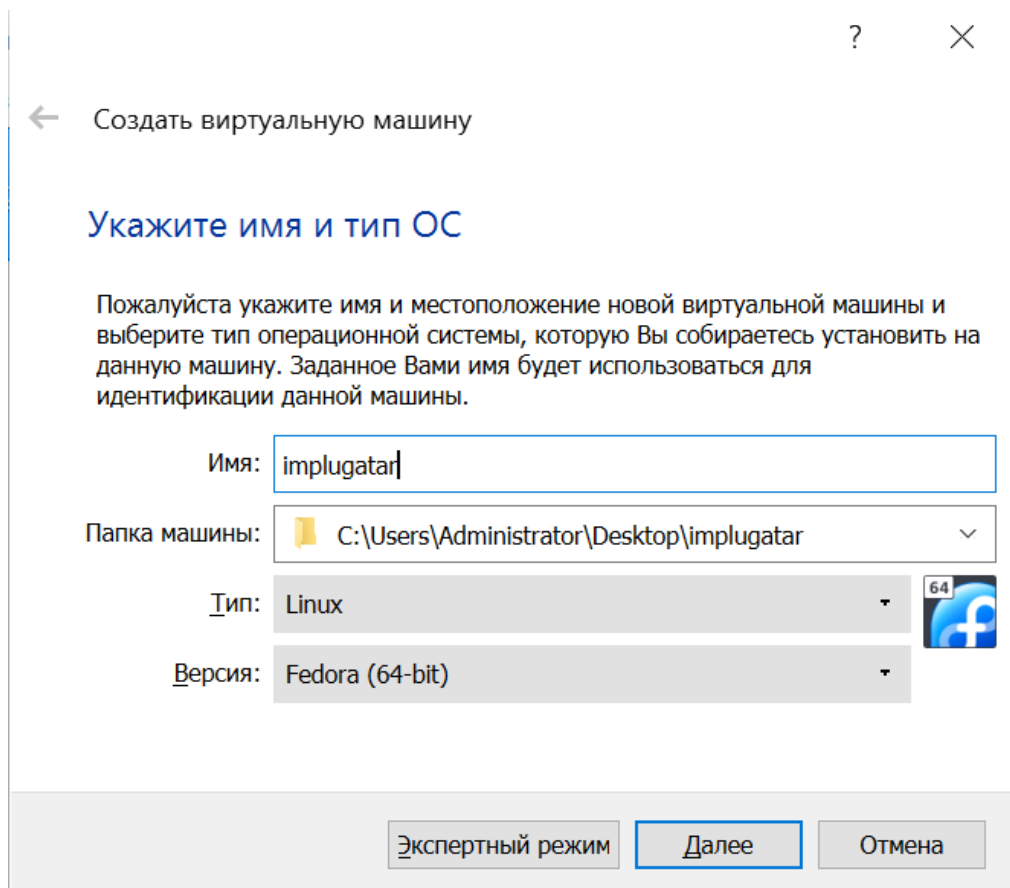 ?
Создать виртуальную машину
Укажите имя и тип ОС
Пожалуйста укажите имя и местоположение новой виртуальной машины и
выберите тип операционной системы, которую Вы собираетесь установить на
данную машину. Заданное Вами имя будет использоваться для
идентификации данной машины.
Имя: implugatar
Папка машины: C:\Users\Administrator\Desktop\implugatar
Тип: Linux 64
Версия: Fedora (64-bit)
Экспертный режим Далее Отмена